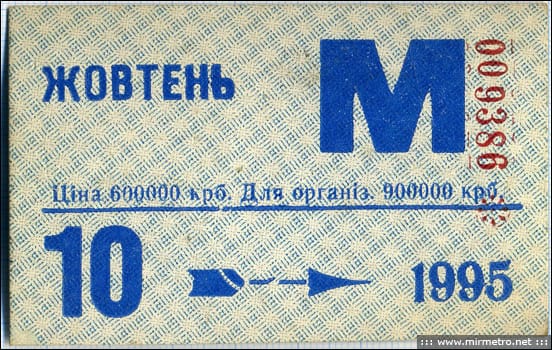 ЖОВТЕНЬ
М
009386
Ціна 600000 крб. Для організ. 900000 крб.
10
1995
::: www.mirmetro.net :::